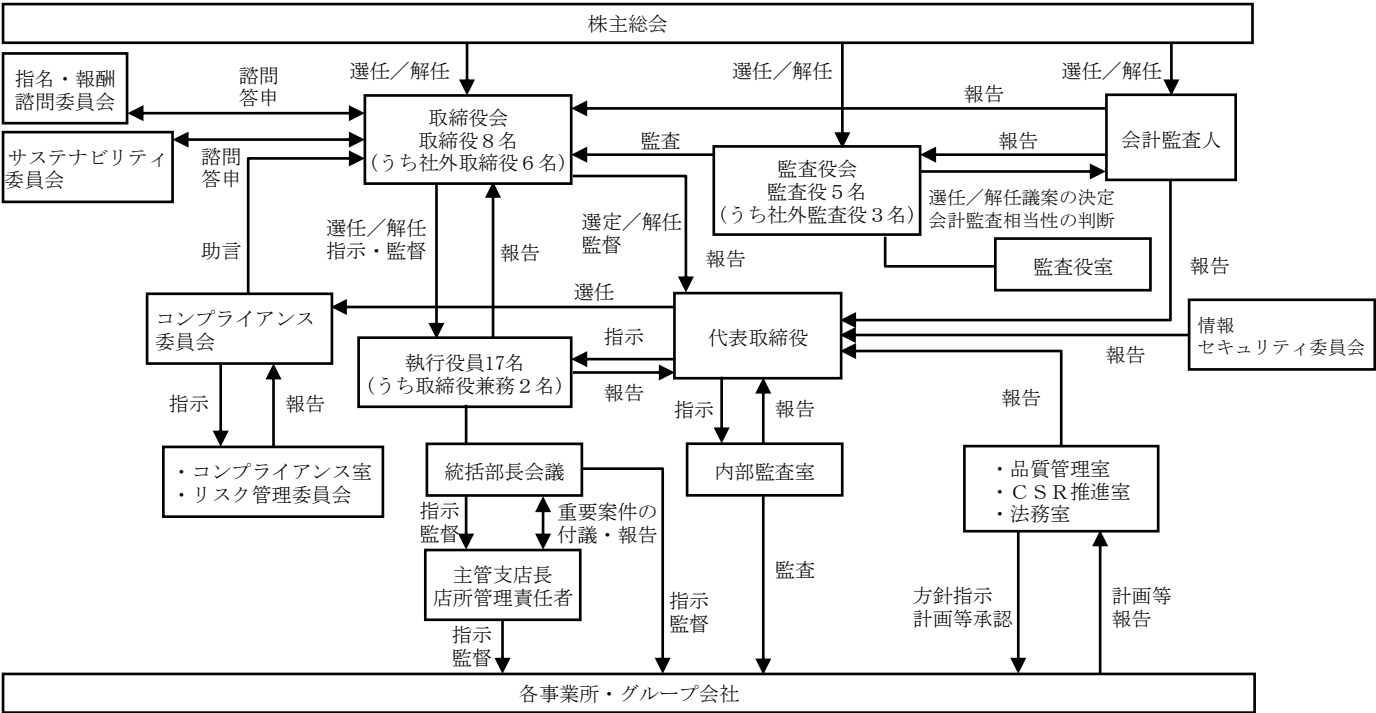 株主総会
指名・報酬
諮問委員会
諮問
答申
選任／解任
選任／解任
選任／解任
取締役会
取締役８名
(うち社外取締役６名)
報告
会計監査人
サステナビリティ
委員会
諮問
答申
監査
報告
監査役会
監査役５名
(うち社外監査役３名)
選任／解任議案の決定
会計監査相当性の判断
助言
選任／解任
指示・監督
報告
選定／解任
監督
報告
監査役室
報告
コンプライアンス
委員会
選任
代表取締役
情報
セキュリティ委員会
報告
執行役員17名
(うち取締役兼務２名)
指示
報告
指示
報告
指示
報告
報告
・コンプライアンス室
・リスク管理委員会
統括部長会議
内部監査室
・品質管理室
・ＣＳＲ推進室
・法務室
指示
監督
重要案件の
付議・報告
主管支店長
店所管理責任者
監査
指示
監督
方針指示
計画等承認
計画等
報告
指示
監督
各事業所・グループ会社